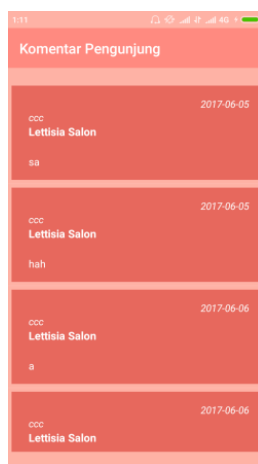 1:11 4G
Komentar Pengunjung
2017-06-05
ccc
Lettisia Salon
sa
2017-06-05
ccc
Lettisia Salon
hah
2017-06-06
ccc
Lettisia Salon
a
2017-06-06
ccc
Lettisia Salon